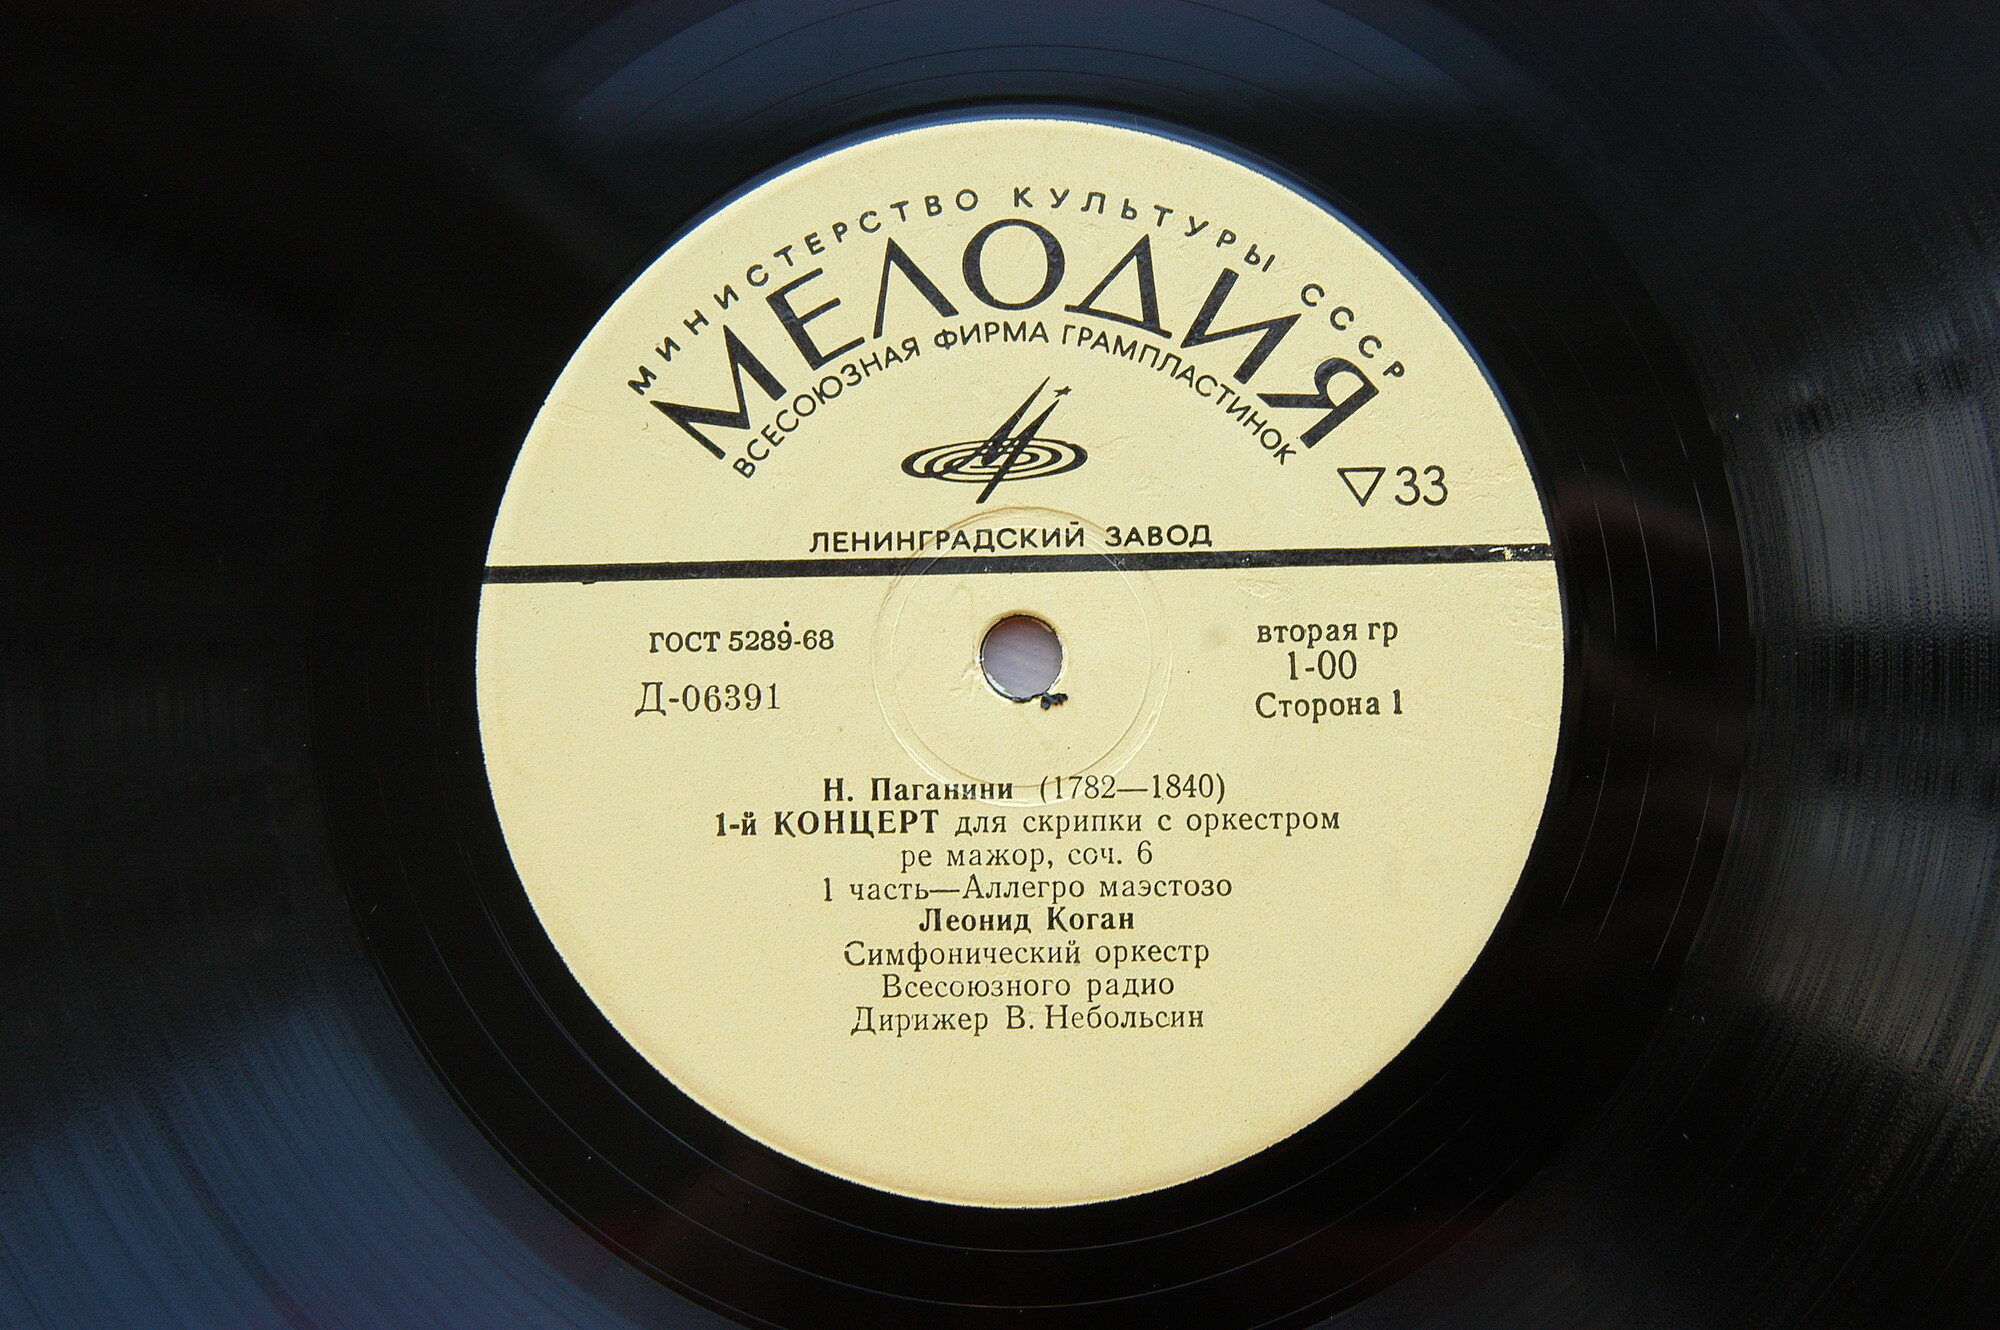 МИНИСТЕРСТВО КУЛЬТУРЫ СССР
МЕЛОДИЯ
ВСЕСОЮЗНАЯ ФИРМА ГРАМПЛАСТИНОК
33
ЛЕНИНГРАДСКИЙ ЗАВОД
ГОСТ 5289-68
Д-06391
вторая гр
1-00
Сторона 1
Н. Паганини (1782—1840)
1-й КОНЦЕРТ для скрипки с оркестром
ре мажор, соч. 6
1 часть—Аллегро маэстозо
Леонид Коган
Симфонический оркестр
Всесоюзного радио
Дирижер В. Небольсин